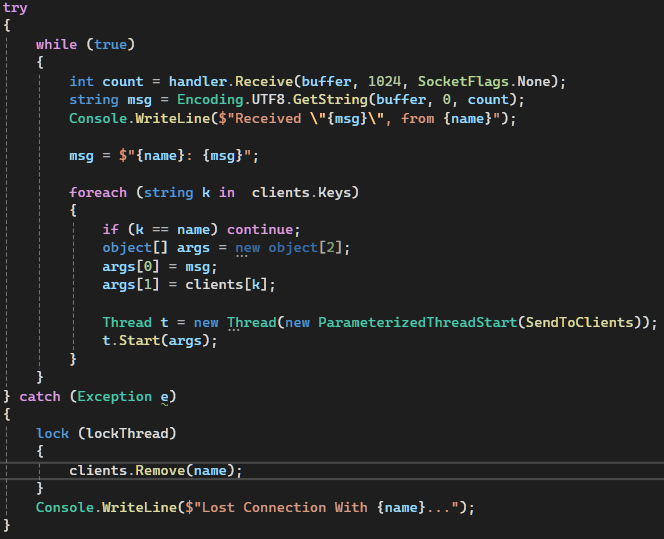 try
{
    while (true)
    {
        int count = handler.Receive(buffer, 1024, SocketFlags.None);
        string msg = Encoding.UTF8.GetString(buffer, 0, count);
        Console.WriteLine($"Received \"{msg}\", from {name}");

        msg = $"{name}: {msg}";

        foreach (string k in  clients.Keys)
        {
            if (k == name) continue;
            object[] args = new object[2];
            args[0] = msg;
            args[1] = clients[k];

            Thread t = new Thread(new ParameterizedThreadStart(SendToClients));
            t.Start(args);
        }
    }
} catch (Exception e)
{
    lock (lockThread)
    {
        clients.Remove(name);
    }
    Console.WriteLine($"Lost Connection With {name}...");
}